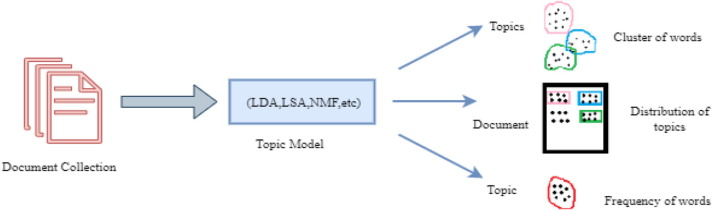 Document Collection
(LDA,LSA,NMF,etc)
Topic Model
Topics
Cluster of words
Document
Distribution of
topics
Topic
Frequency of words